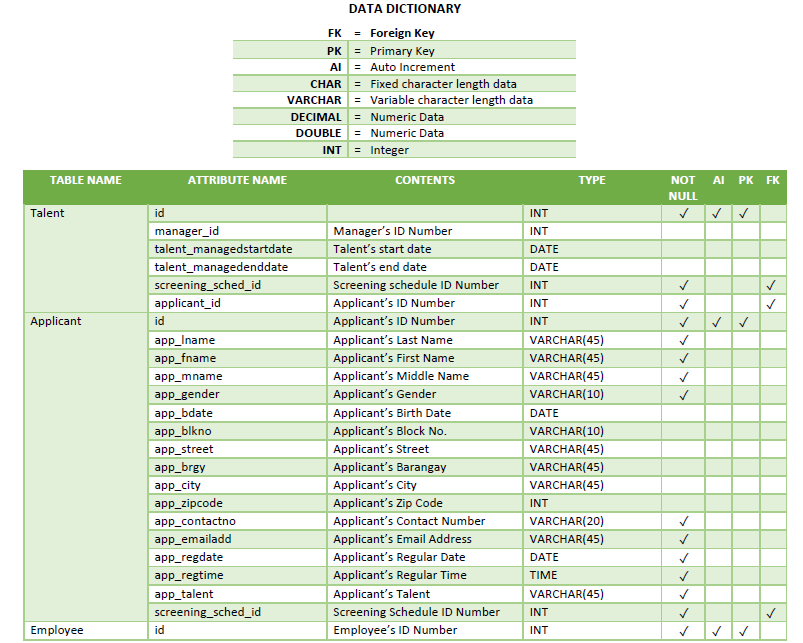 DATA DICTIONARY
FK = Foreign Key
PK = Primary Key
AI = Auto Increment
CHAR = Fixed character length data
VARCHAR = Variable character length data
DECIMAL = Numeric Data
DOUBLE = Numeric Data
INT = Integer
TABLE NAME ATTRIBUTE NAME CONTENTS TYPE NOT NULL AI PK FK
Talent id INT ✓ ✓ ✓
manager_id Manager's ID Number INT
talent_managedstartdate Talent's start date DATE
talent_managedenddate Talent's end date DATE
screening_sched_id Screening schedule ID Number INT ✓ ✓
applicant_id Applicant's ID Number INT ✓ ✓
Applicant id Applicant's ID Number INT ✓ ✓ ✓
app_lname Applicant's Last Name VARCHAR(45) ✓
app_fname Applicant's First Name VARCHAR(45) ✓
app_mname Applicant's Middle Name VARCHAR(45) ✓
app_gender Applicant's Gender VARCHAR(10) ✓
app_bdate Applicant's Birth Date DATE
app_blkno Applicant's Block No. VARCHAR(10)
app_street Applicant's Street VARCHAR(45)
app_brgy Applicant's Barangay VARCHAR(45)
app_city Applicant's City VARCHAR(45)
app_zipcode Applicant's Zip Code INT
app_contactno Applicant's Contact Number VARCHAR(20) ✓
app_emailadd Applicant's Email Address VARCHAR(45) ✓
app_regdate Applicant's Regular Date DATE ✓
app_regtime Applicant's Regular Time TIME ✓
app_talent Applicant's Talent VARCHAR(45) ✓
screening_sched_id Screening Schedule ID Number INT ✓ ✓
Employee id Employee's ID Number INT ✓ ✓ ✓